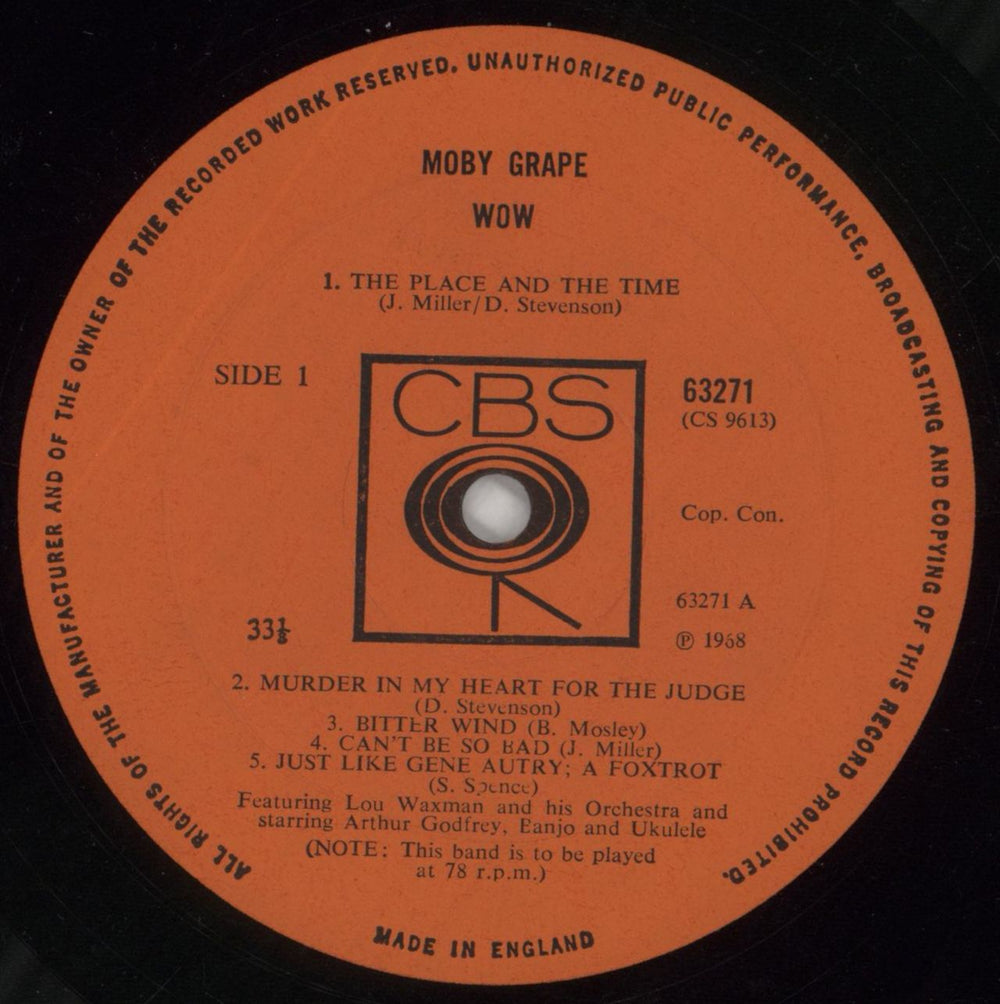 ALL RIGHTS OF THE MANUFACTURER AND OF THE OWNER OF THE RECORDED WORK RESERVED. UNAUTHORIZED PUBLIC PERFORMANCE, BROADCASTING AND COPYING OF THIS RECORD PROHIBITED.
MOBY GRAPE
WOW
1. THE PLACE AND THE TIME
(J. Miller/D. Stevenson)
SIDE 1
CBS
63271
(CS 9613)
Cop. Con.
63271 A
33⅓
Ⓟ 1968
2. MURDER IN MY HEART FOR THE JUDGE
(D. Stevenson)
3. BITTER WIND (B. Mosley)
4. CAN'T BE SO BAD (J. Miller)
5. JUST LIKE GENE AUTRY; A FOXTROT
(S. Spence)
Featuring Lou Waxman and his Orchestra and
starring Arthur Godfrey, Banjo and Ukulele
(NOTE: This band is to be played
at 78 r.p.m.)
MADE IN ENGLAND